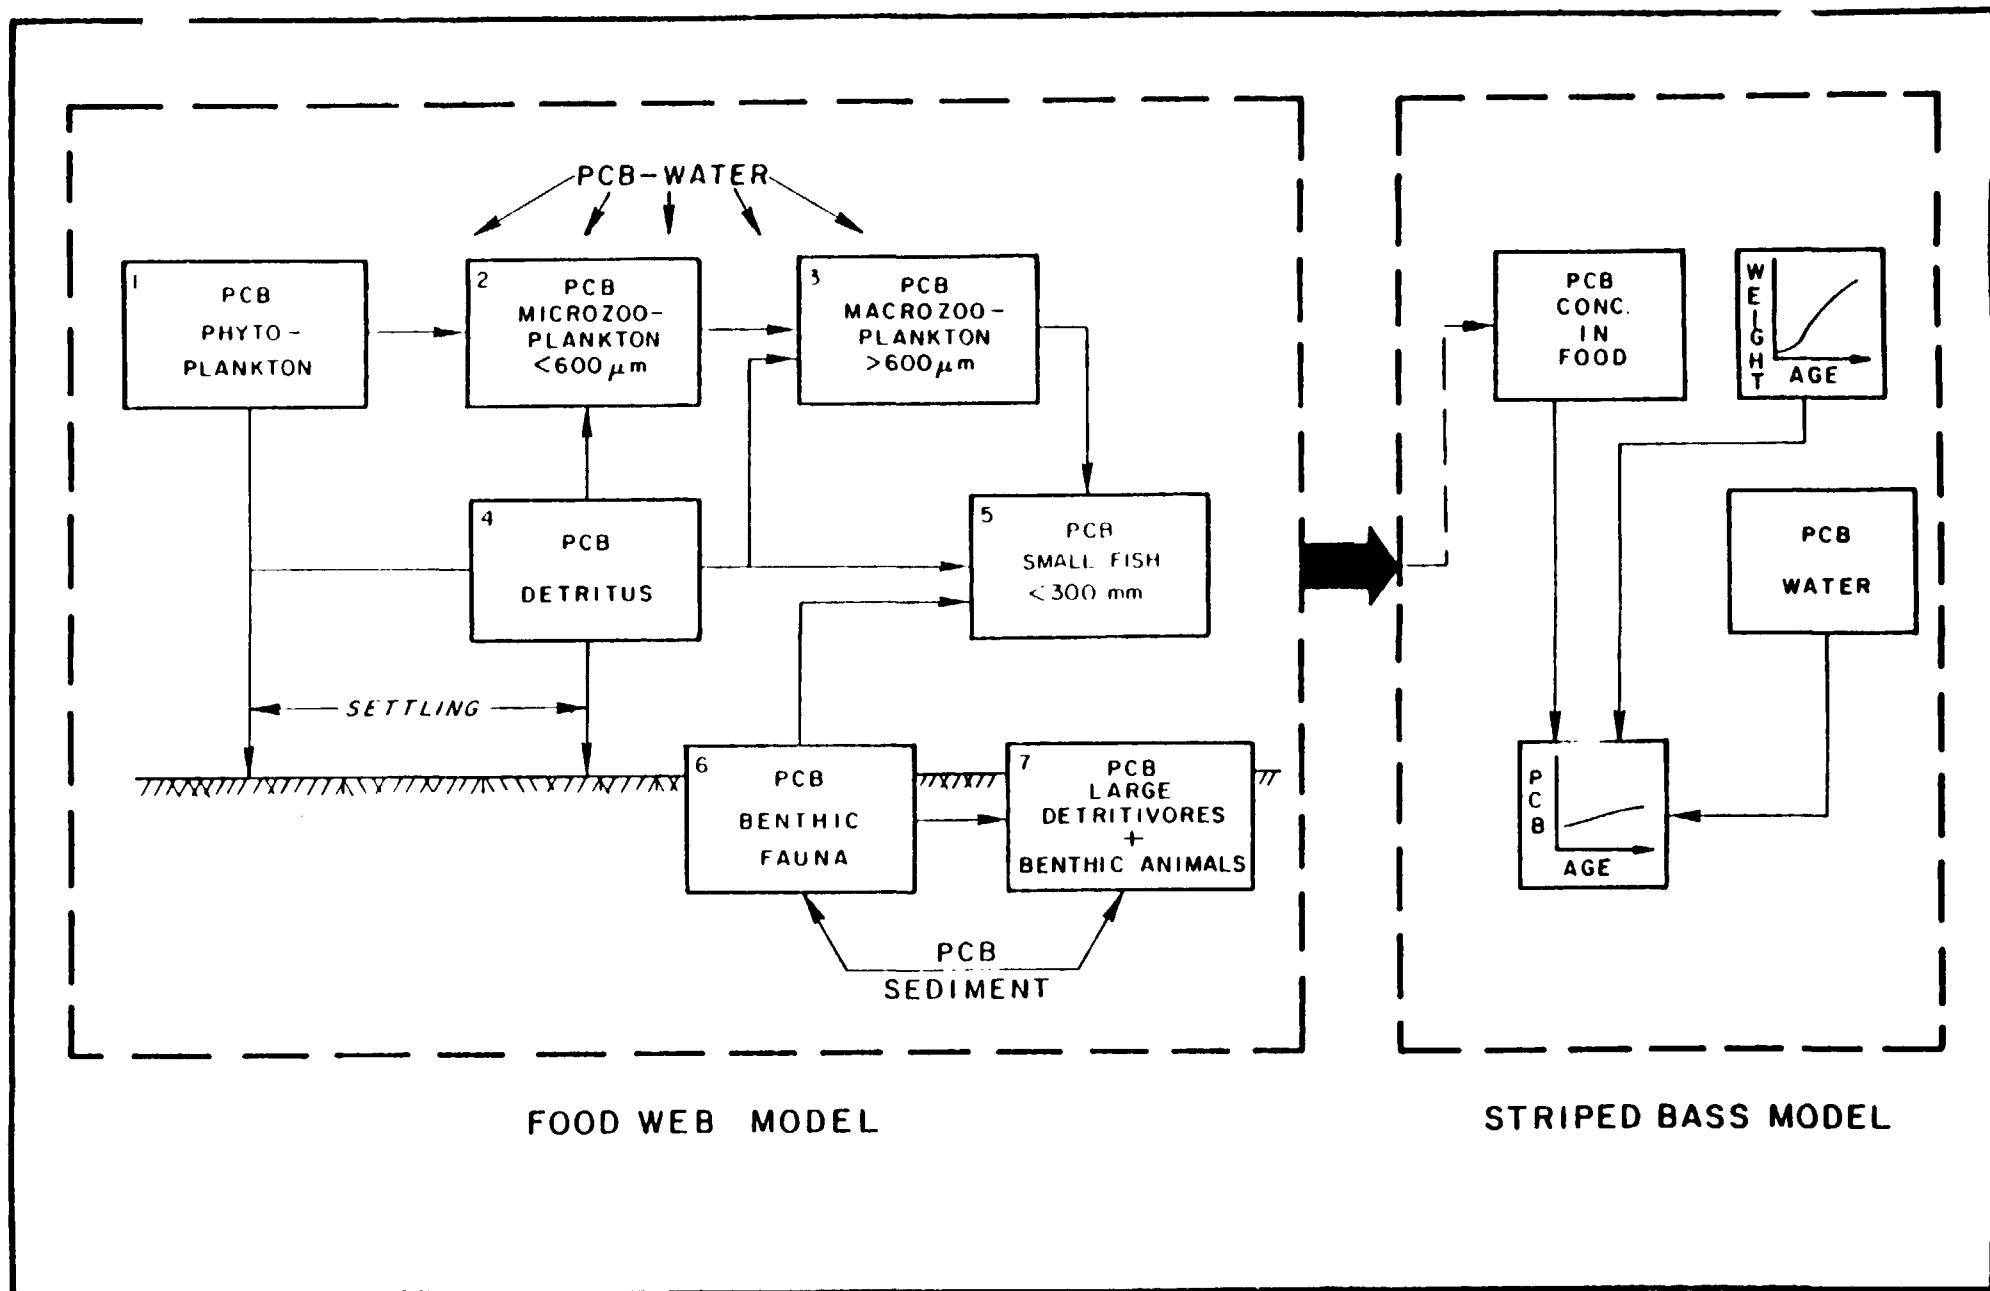 PCB-WATER
1
PCB
PHYTO-
PLANKTON
2
PCB
MICROZOO-
PLANKTON
<600 μm
3
PCB
MACROZOO-
PLANKTON
>600 μm
4
PCB
DETRITUS
5
PCB
SMALL FISH
<300 mm
SETTLING
6
PCB
BENTHIC
FAUNA
7
PCB
LARGE
DETRITIVORES
+
BENTHIC ANIMALS
PCB
SEDIMENT
FOOD WEB MODEL
PCB
CONC.
IN
FOOD
WEIGHT
AGE
PCB
WATER
PCB
AGE
STRIPED BASS MODEL